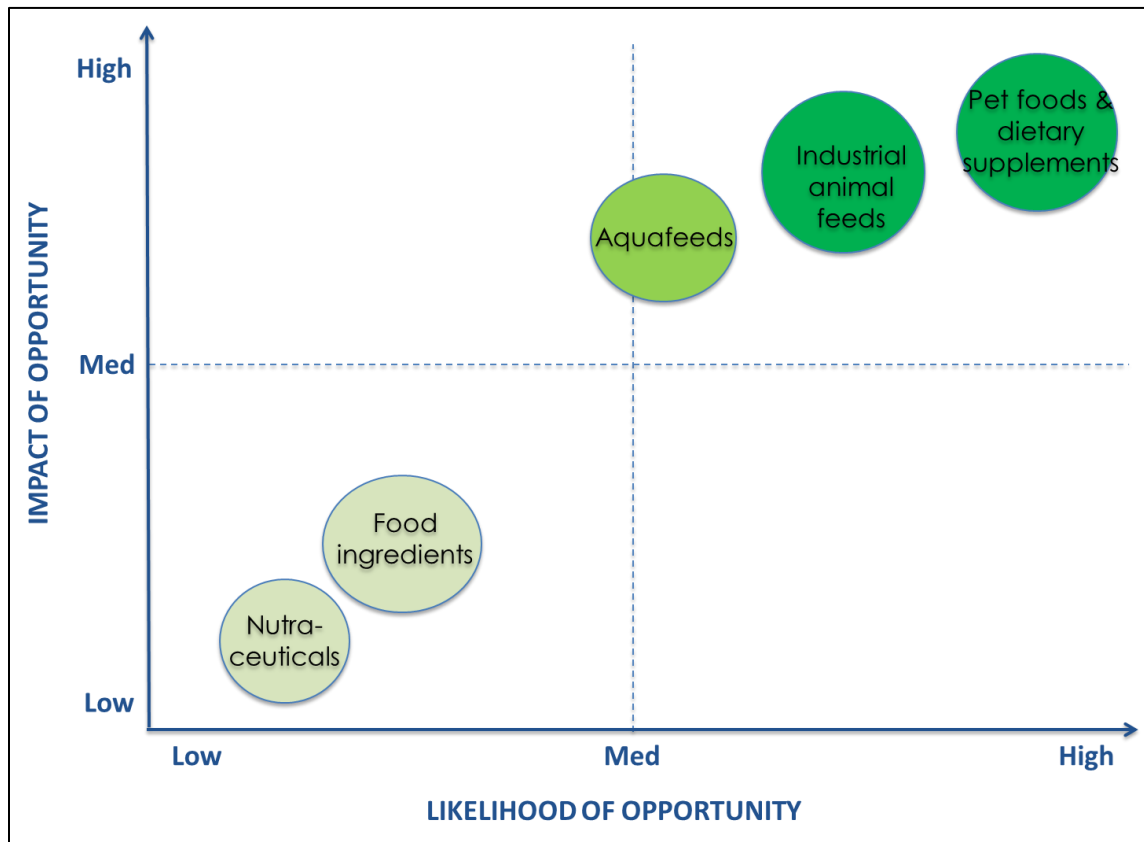 High
Pet foods &
dietary
supplements
Industrial
animal
feeds
Aquafeeds
IMPACT OF OPPORTUNITY
Med
Food
ingredients
Nutra-
ceuticals
Low
Low
Med
High
LIKELIHOOD OF OPPORTUNITY